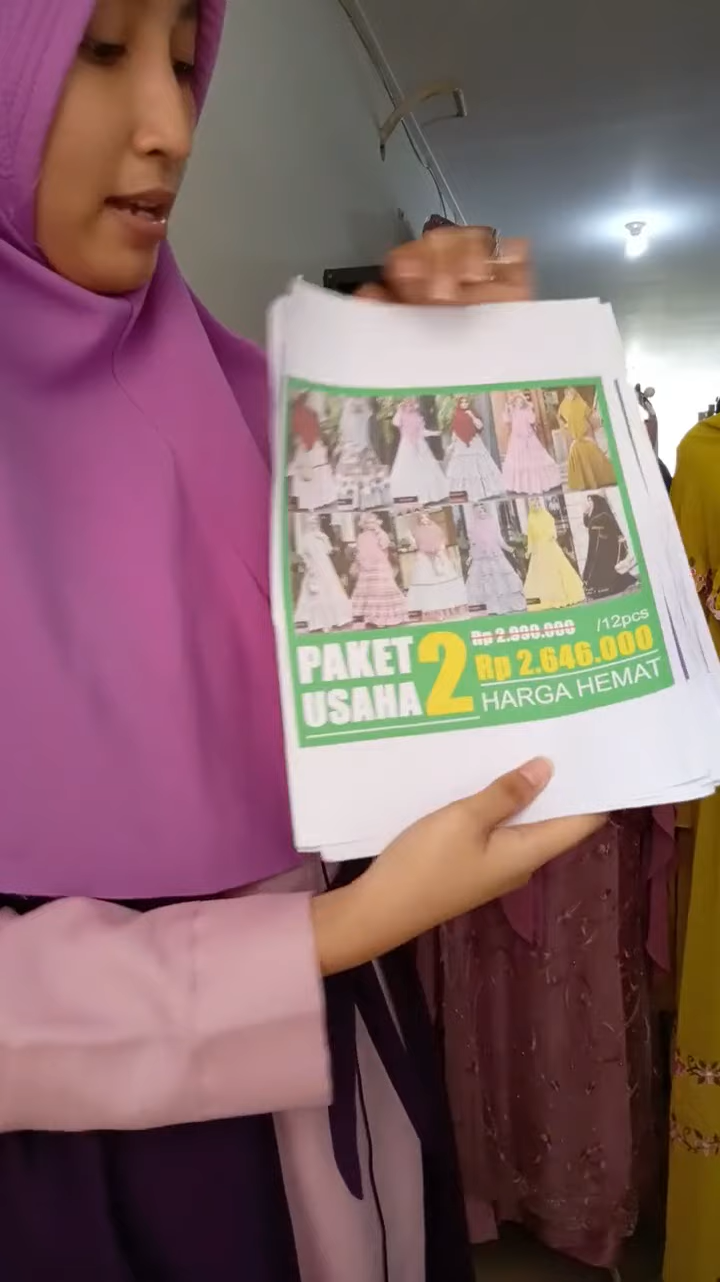 PAKET USAHA 2
Rp 2.990.000 /12pcs
Rp 2.646.000
HARGA HEMAT